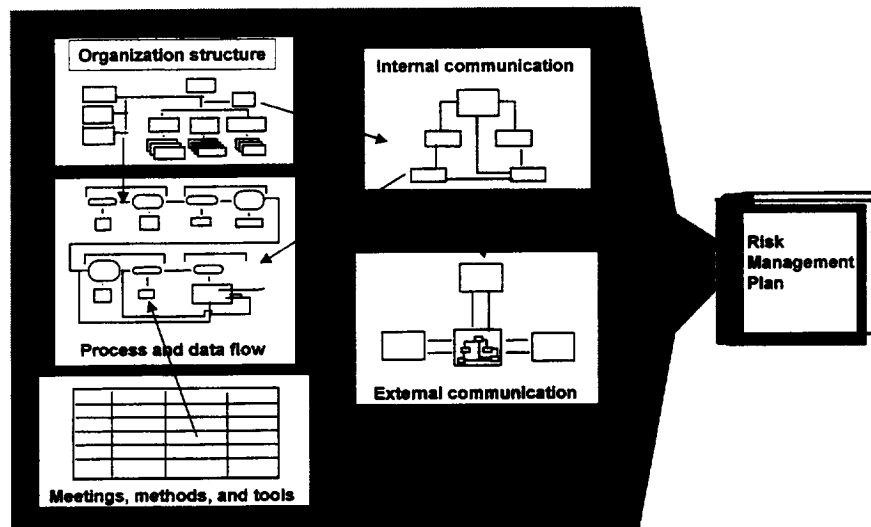 Organization structure
Internal communication
Process and data flow
External communication
Meetings, methods, and tools
Risk
Management
Plan